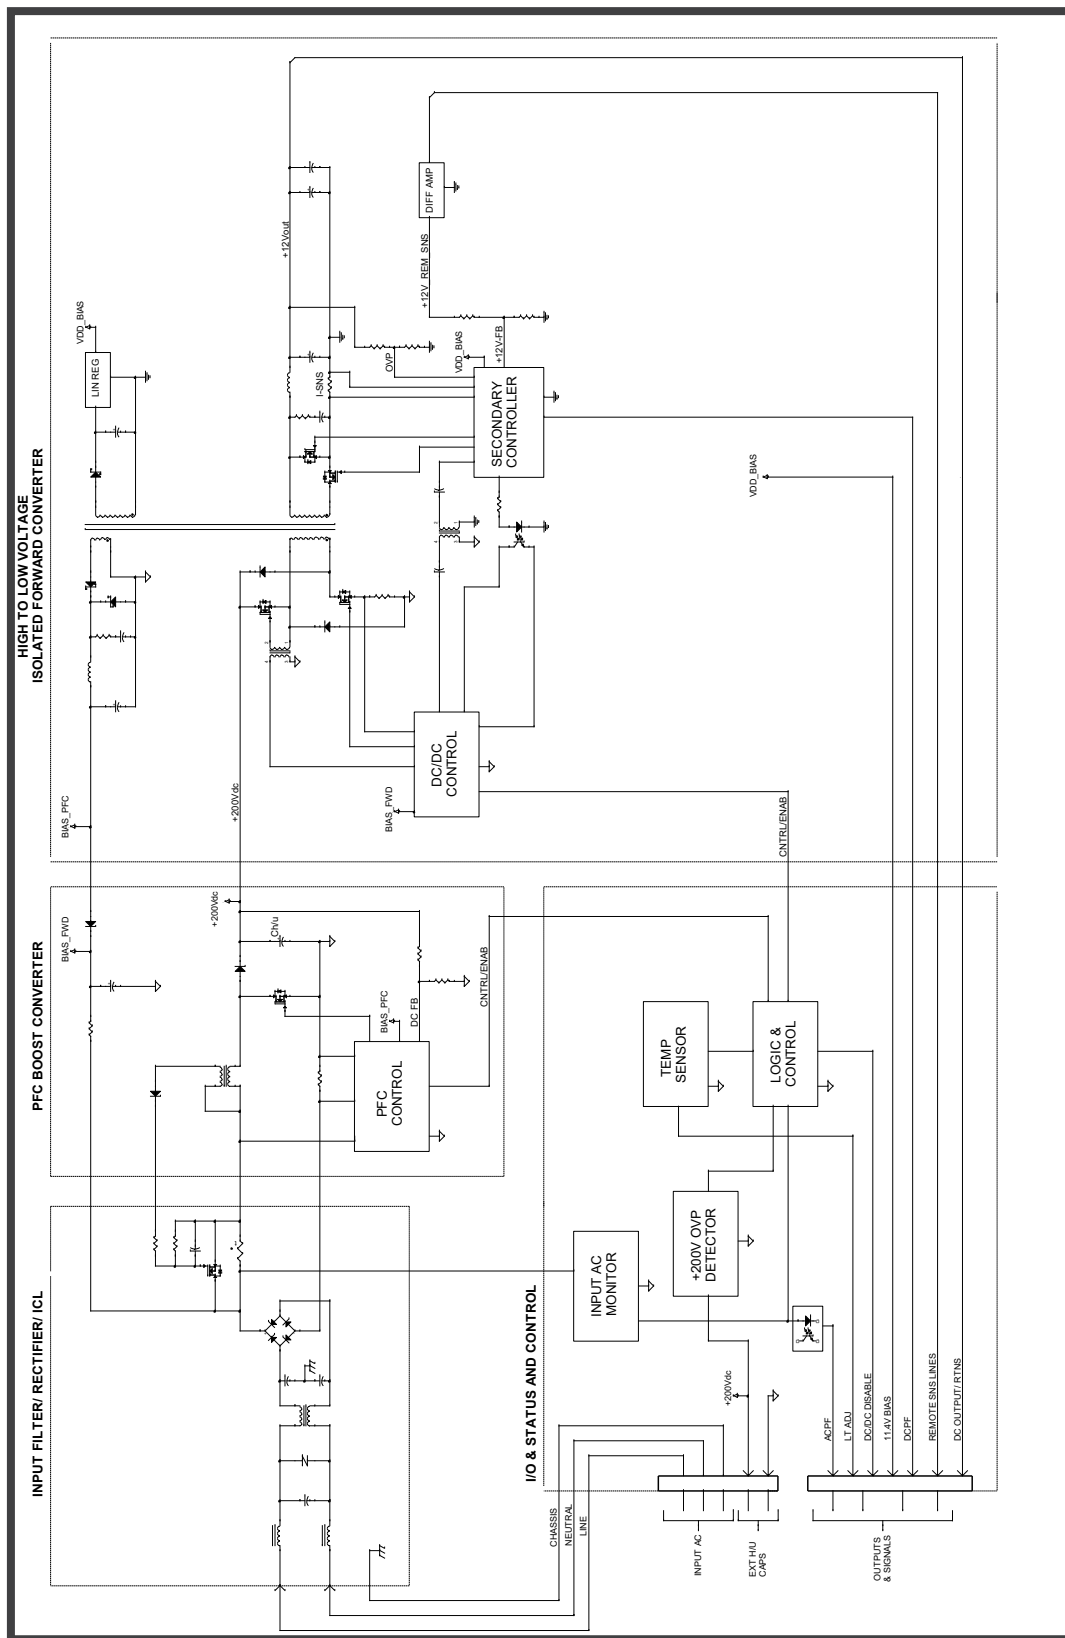 INPUT FILTER/ RECTIFIER/ ICL
PFC BOOST CONVERTER
HIGH TO LOW VOLTAGE
ISOLATED FORWARD CONVERTER
BIAS_FWD
BIAS_PFC
LIN REG
VDD_BIAS
+200Vdc
+200Vdc
Ch/u
+12Vout
I-SNS
OVP
BIAS_PFC
DC FB
PFC
CONTROL
CNTRL/ENAB
BIAS_FWD
DC/DC
CONTROL
VDD_BIAS
+12V-FB
SECONDARY
CONTROLLER
+12V REM SNS
DIFF AMP
VDD_BIAS
CNTRL/ENAB
I/O & STATUS AND CONTROL
INPUT AC
MONITOR
+200V OVP
DETECTOR
TEMP
SENSOR
LOGIC &
CONTROL
CHASSIS
NEUTRAL
LINE
INPUT AC
EXT H/U
CAPS
+200Vdc
OUTPUTS
& SIGNALS
ACPF
LT ADJ
DC/DC DISABLE
11.4V BIAS
DCPF
REMOTE SNS LINES
DC OUTPUT/ RTNS